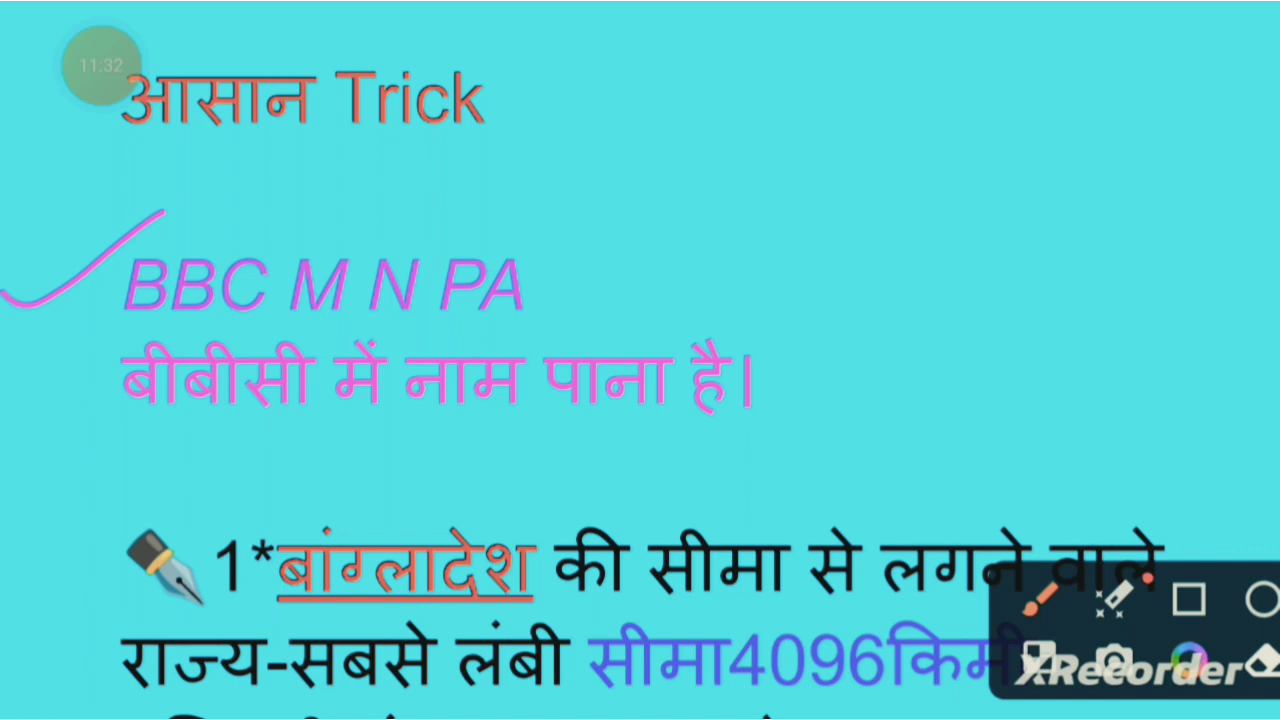 11:32
आसान Trick
BBC M N PA
बीबीसी में नाम पाना है।
1*बांग्लादेश की सीमा से लगने वाले
राज्य-सबसे लंबी सीमा4096किमी
XRecorder